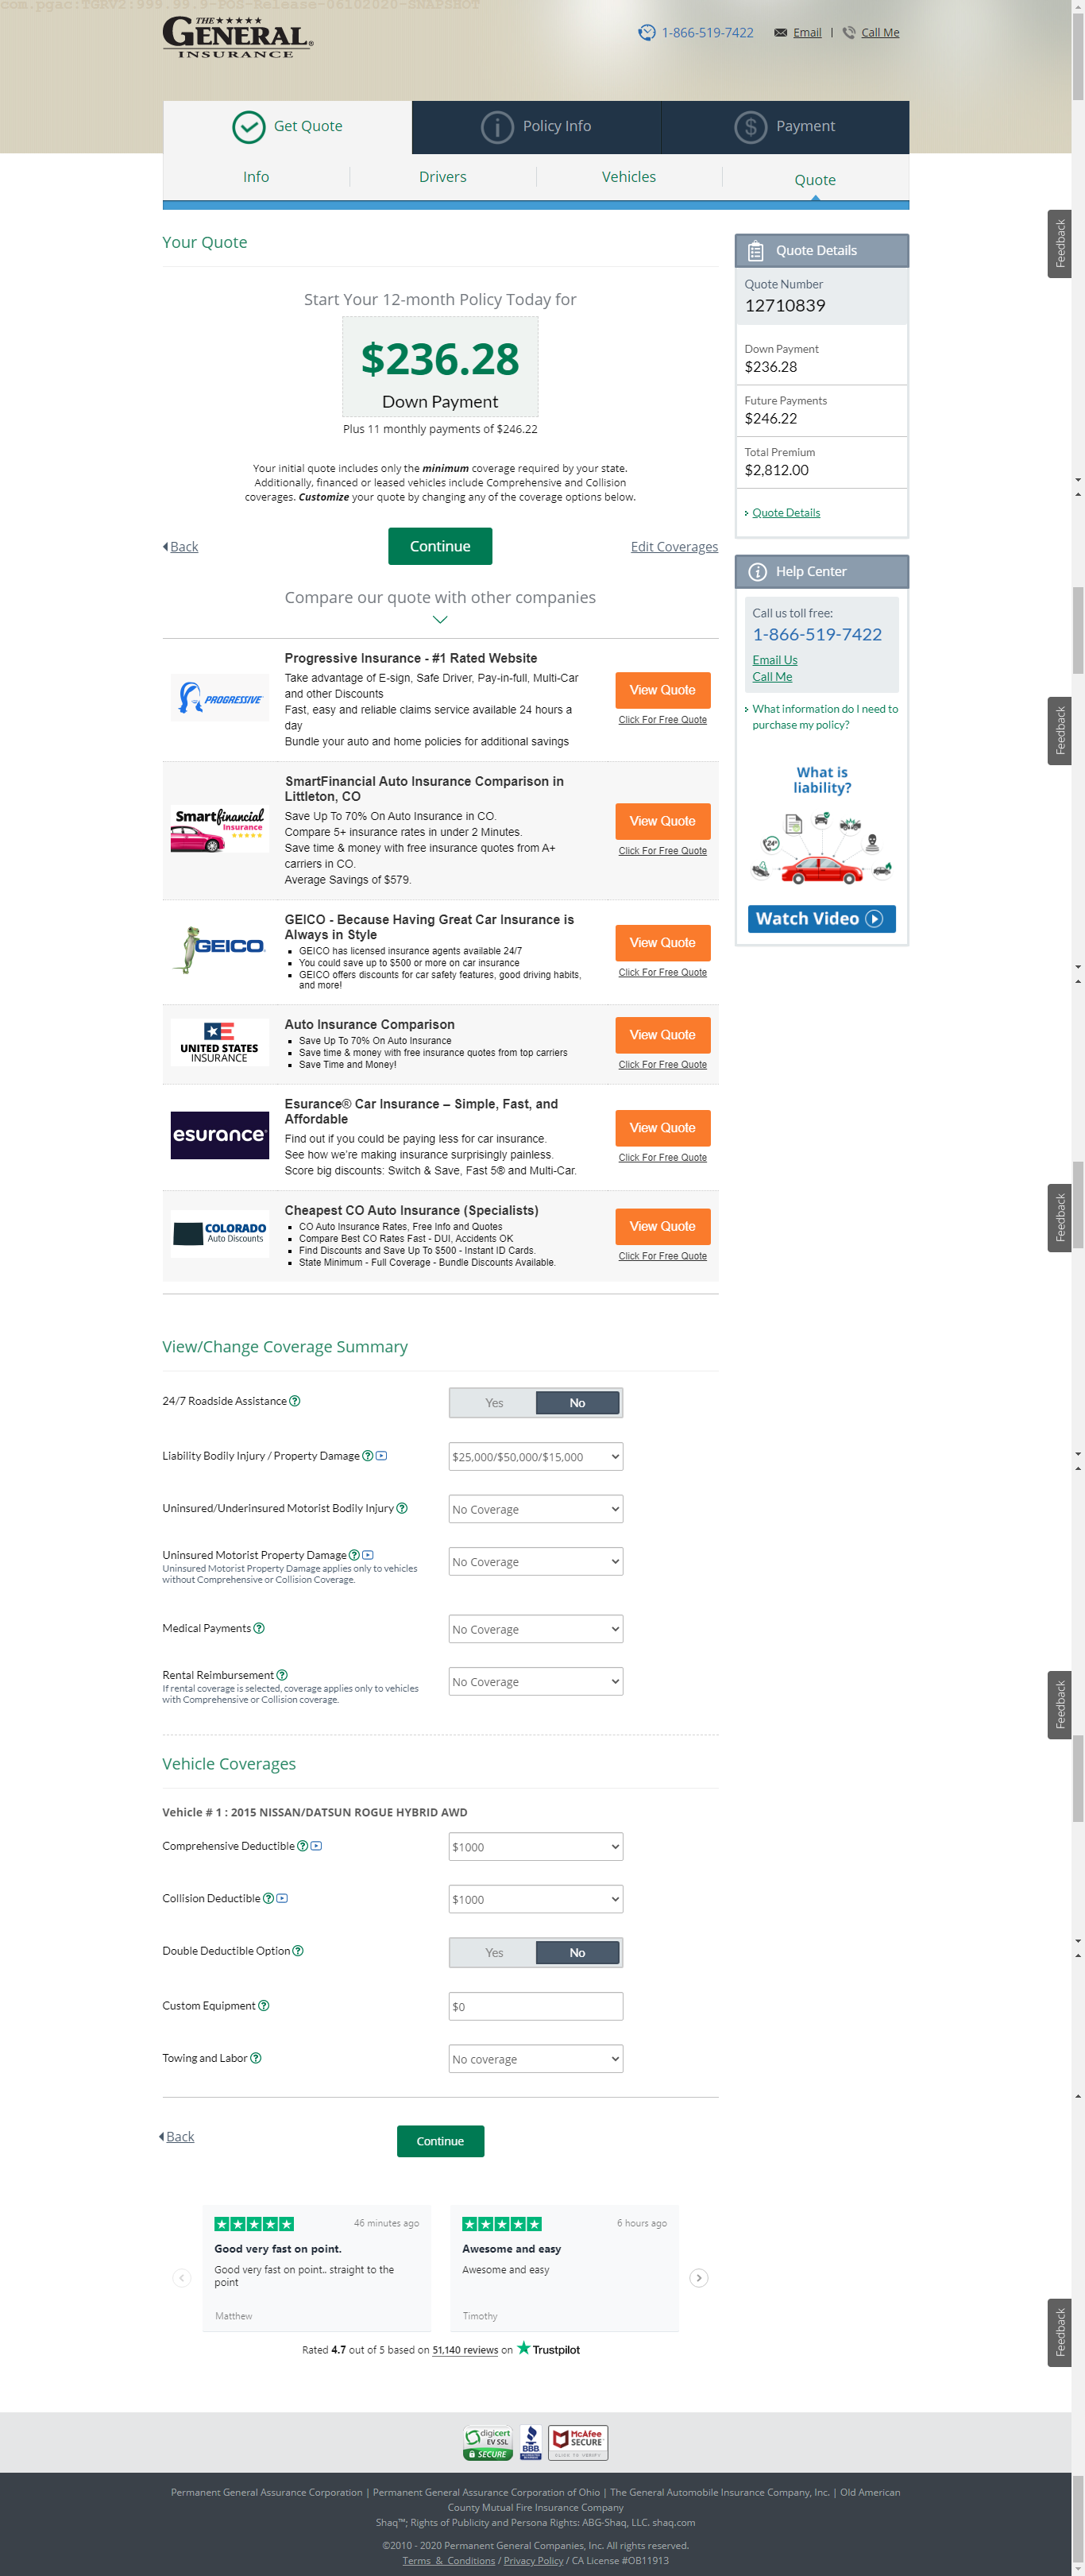 com.pgac:TGRV2:999.99.9-POS-Release-06102020-SNAPSHOT
THE ★★★★★
GENERAL®
INSURANCE
1-866-519-7422
Email | Call Me
Get Quote
Policy Info
Payment
Info
Drivers
Vehicles
Quote
Your Quote
Start Your 12-month Policy Today for
$236.28
Down Payment
Plus 11 monthly payments of $246.22
Your initial quote includes only the minimum coverage required by your state.
Additionally, financed or leased vehicles include Comprehensive and Collision
coverages. Customize your quote by changing any of the coverage options below.
Back
Continue
Edit Coverages
Quote Details
Quote Number
12710839
Down Payment
$236.28
Future Payments
$246.22
Total Premium
$2,812.00
Quote Details
Help Center
Call us toll free:
1-866-519-7422
Email Us
Call Me
What information do I need to
purchase my policy?
What is
liability?
24h
Watch Video
Compare our quote with other companies
PROGRESSIVE
Progressive Insurance - #1 Rated Website
Take advantage of E-sign, Safe Driver, Pay-in-full, Multi-Car
and other Discounts
Fast, easy and reliable claims service available 24 hours a
day
Bundle your auto and home policies for additional savings
View Quote
Click For Free Quote
Smartfinancial
Insurance
SmartFinancial Auto Insurance Comparison in
Littleton, CO
Save Up To 70% On Auto Insurance in CO.
Compare 5+ insurance rates in under 2 Minutes.
Save time & money with free insurance quotes from A+
carriers in CO.
Average Savings of $579.
View Quote
Click For Free Quote
GEICO
GEICO - Because Having Great Car Insurance is
Always in Style
GEICO has licensed insurance agents available 24/7
You could save up to $500 or more on car insurance
GEICO offers discounts for car safety features, good driving habits,
and more!
View Quote
Click For Free Quote
UNITED STATES
INSURANCE
Auto Insurance Comparison
Save Up To 70% On Auto Insurance
Save time & money with free insurance quotes from top carriers
Save Time and Money!
View Quote
Click For Free Quote
esurance®
Esurance® Car Insurance – Simple, Fast, and
Affordable
Find out if you could be paying less for car insurance.
See how we're making insurance surprisingly painless.
Score big discounts: Switch & Save, Fast 5® and Multi-Car.
View Quote
Click For Free Quote
COLORADO
Auto Discounts
Cheapest CO Auto Insurance (Specialists)
CO Auto Insurance Rates, Free Info and Quotes
Compare Best CO Rates Fast - DUI, Accidents OK
Find Discounts and Save Up To $500 - Instant ID Cards.
State Minimum - Full Coverage - Bundle Discounts Available.
View Quote
Click For Free Quote
View/Change Coverage Summary
24/7 Roadside Assistance
Yes
No
Liability Bodily Injury / Property Damage
$25,000/$50,000/$15,000
Uninsured/Underinsured Motorist Bodily Injury
No Coverage
Uninsured Motorist Property Damage
Uninsured Motorist Property Damage applies only to vehicles
without Comprehensive or Collision Coverage.
No Coverage
Medical Payments
No Coverage
Rental Reimbursement
If rental coverage is selected, coverage applies only to vehicles
with Comprehensive or Collision coverage.
No Coverage
Vehicle Coverages
Vehicle # 1 : 2015 NISSAN/DATSUN ROGUE HYBRID AWD
Comprehensive Deductible
$1000
Collision Deductible
$1000
Double Deductible Option
Yes
No
Custom Equipment
$0
Towing and Labor
No coverage
Back
Continue
46 minutes ago
Good very fast on point.
Good very fast on point.. straight to the
point
Matthew
6 hours ago
Awesome and easy
Awesome and easy
Timothy
Rated 4.7 out of 5 based on 51,140 reviews on Trustpilot
digicert
EV SSL
SECURE
BBB
McAfee
SECURE
CLICK TO VERIFY
Feedback
Feedback
Feedback
Feedback
Feedback
Permanent General Assurance Corporation | Permanent General Assurance Corporation of Ohio | The General Automobile Insurance Company, Inc. | Old American
County Mutual Fire Insurance Company
Shaq™; Rights of Publicity and Persona Rights: ABG-Shaq, LLC. shaq.com
©2010 - 2020 Permanent General Companies, Inc. All rights reserved.
Terms & Conditions / Privacy Policy / CA License #OB11913